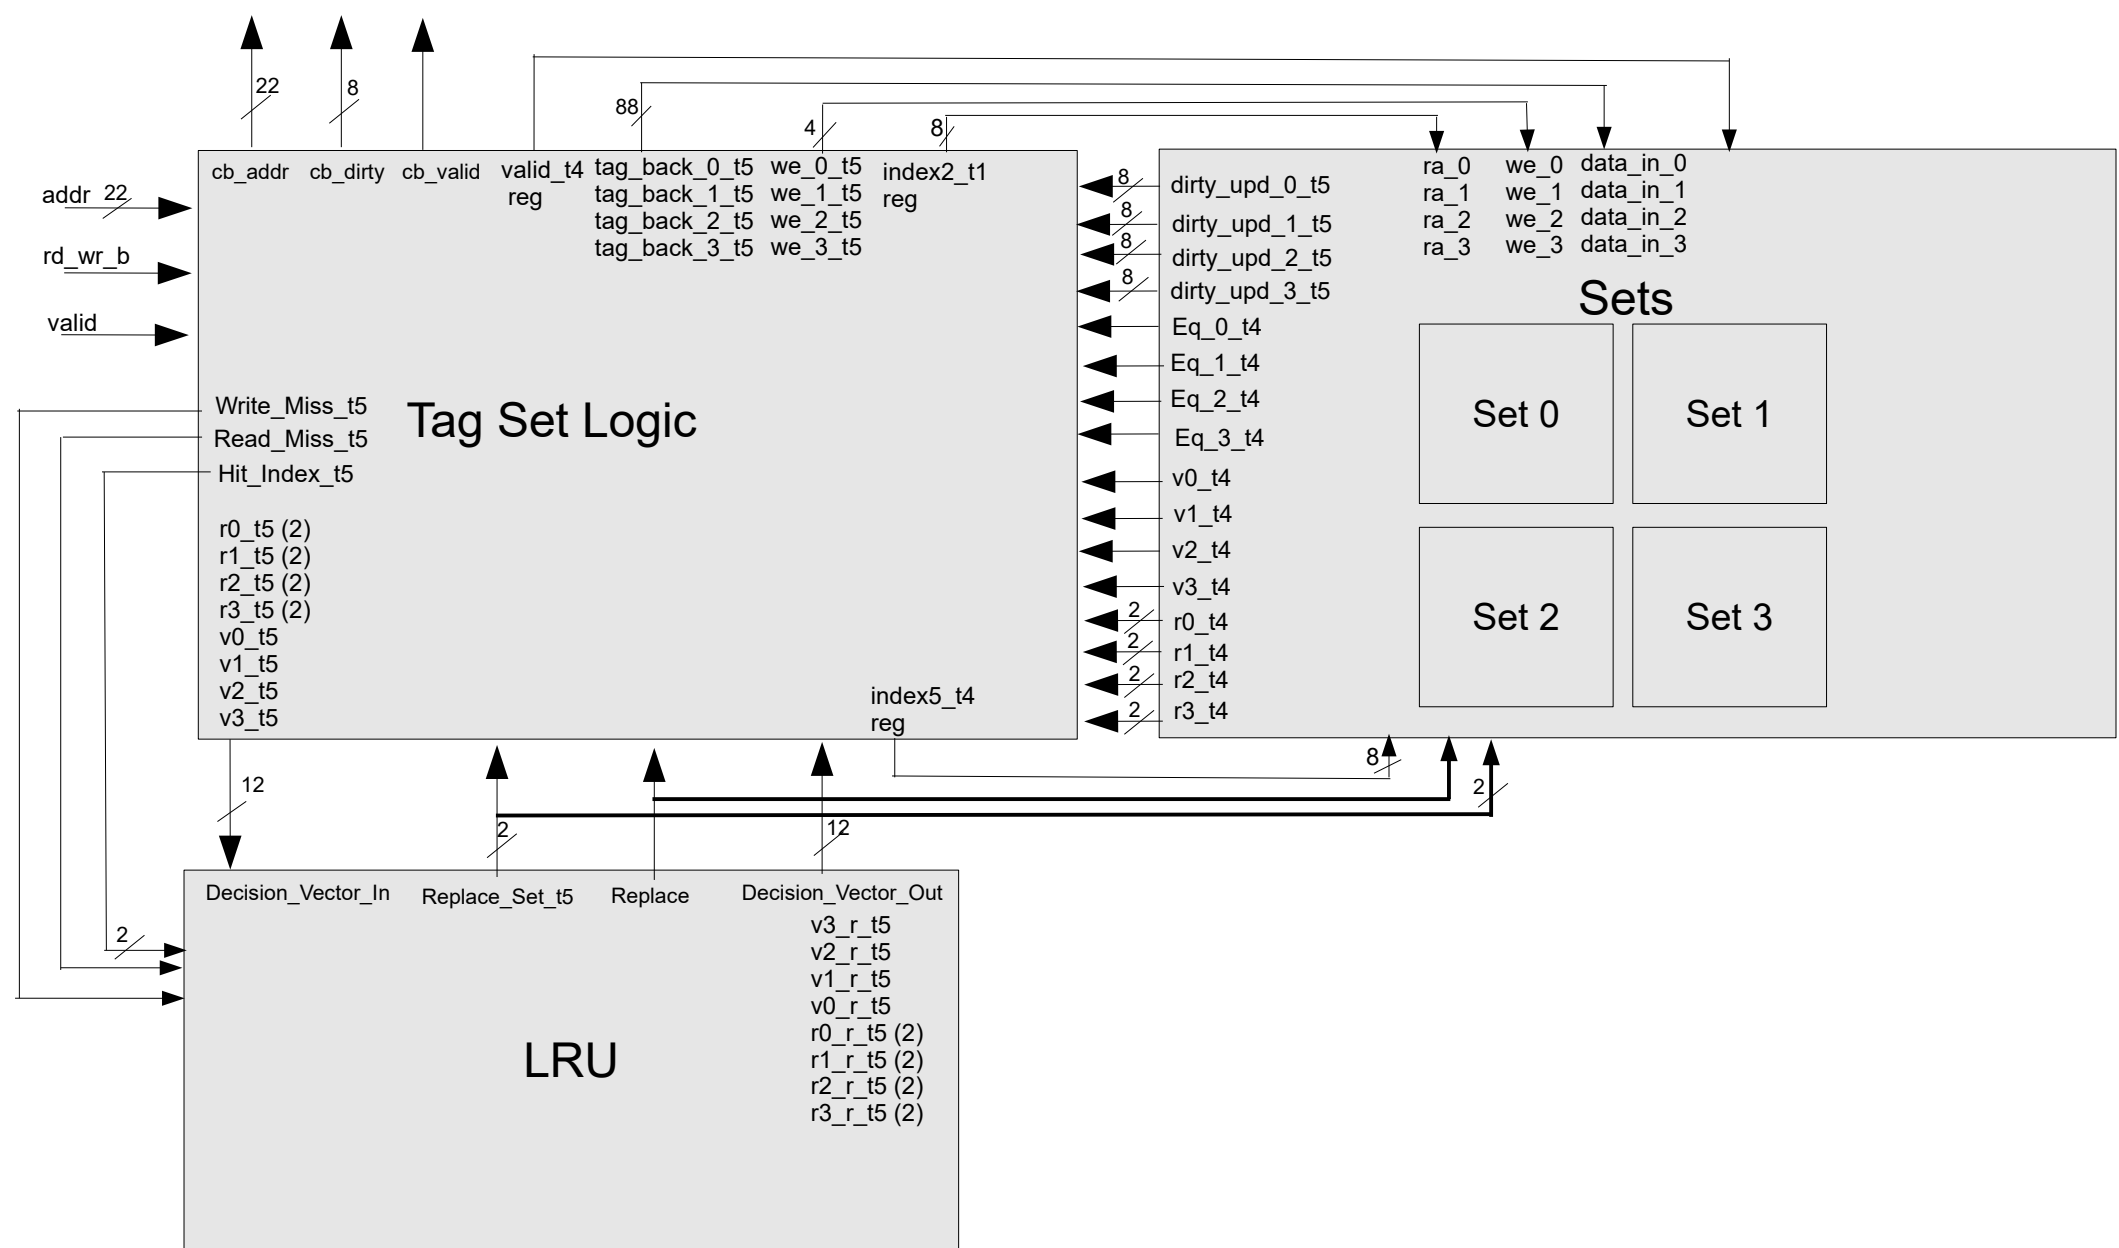 22
8
88
4
8
cb_addr
cb_dirty
cb_valid
valid_t4
reg
tag_back_0_t5
tag_back_1_t5
tag_back_2_t5
tag_back_3_t5
we_0_t5
we_1_t5
we_2_t5
we_3_t5
index2_t1
reg
addr
22
rd_wr_b
valid
Write_Miss_t5
Read_Miss_t5
Hit_Index_t5
Tag Set Logic
r0_t5 (2)
r1_t5 (2)
r2_t5 (2)
r3_t5 (2)
v0_t5
v1_t5
v2_t5
v3_t5
index5_t4
reg
8
dirty_upd_0_t5
8
dirty_upd_1_t5
8
dirty_upd_2_t5
8
dirty_upd_3_t5
Eq_0_t4
Eq_1_t4
Eq_2_t4
Eq_3_t4
v0_t4
v1_t4
v2_t4
v3_t4
2
r0_t4
2
r1_t4
2
r2_t4
2
r3_t4
ra_0
ra_1
ra_2
ra_3
we_0
we_1
we_2
we_3
data_in_0
data_in_1
data_in_2
data_in_3
Sets
Set 0
Set 1
Set 2
Set 3
12
2
12
8
2
Decision_Vector_In
Replace_Set_t5
Replace
Decision_Vector_Out
2
v3_r_t5
v2_r_t5
v1_r_t5
v0_r_t5
r0_r_t5 (2)
r1_r_t5 (2)
r2_r_t5 (2)
r3_r_t5 (2)
LRU